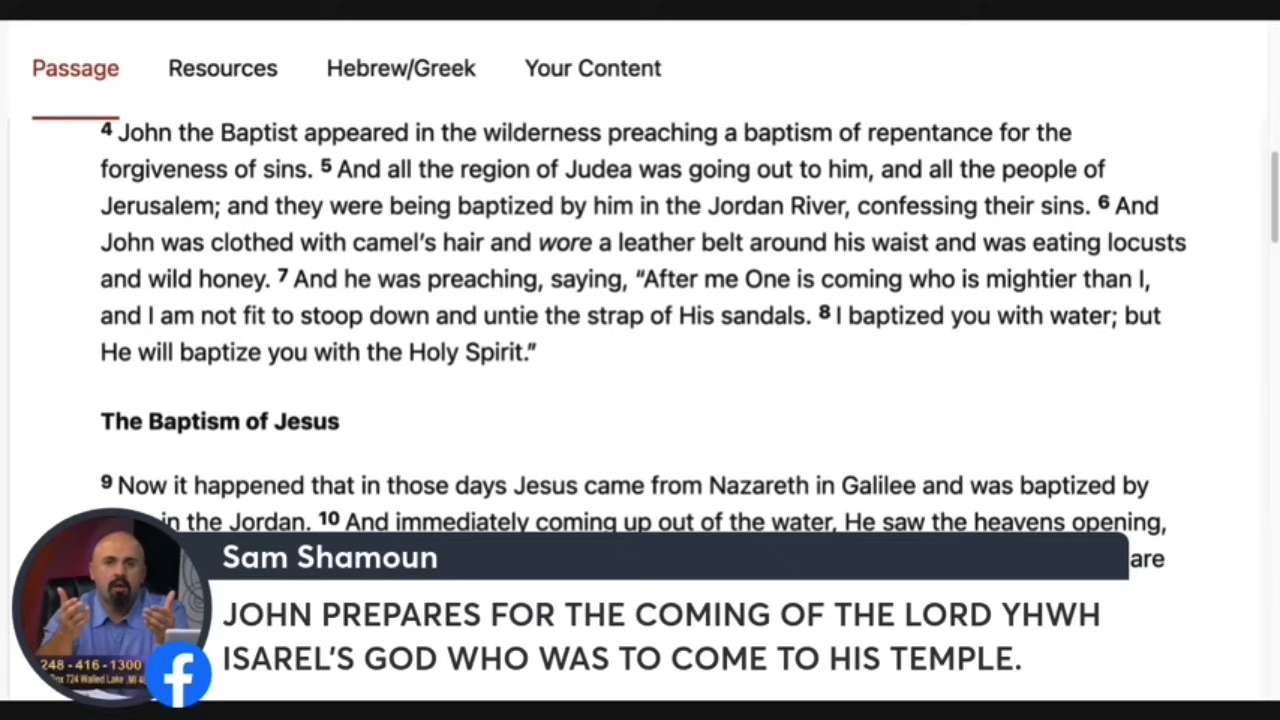 Passage Resources Hebrew/Greek Your Content
4 John the Baptist appeared in the wilderness preaching a baptism of repentance for the
forgiveness of sins. 5 And all the region of Judea was going out to him, and all the people of
Jerusalem; and they were being baptized by him in the Jordan River, confessing their sins. 6 And
John was clothed with camel's hair and wore a leather belt around his waist and was eating locusts
and wild honey. 7 And he was preaching, saying, “After me One is coming who is mightier than I,
and I am not fit to stoop down and untie the strap of His sandals. 8 I baptized you with water; but
He will baptize you with the Holy Spirit.”
The Baptism of Jesus
9 Now it happened that in those days Jesus came from Nazareth in Galilee and was baptized by
in the Jordan. 10 And immediately coming up out of the water, He saw the heavens opening,
are
Sam Shamoun
JOHN PREPARES FOR THE COMING OF THE LORD YHWH
ISAREL'S GOD WHO WAS TO COME TO HIS TEMPLE.
248-416-1300
724 Walled Lake, MI